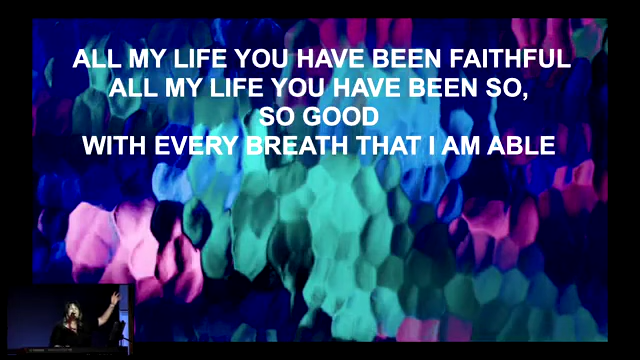 ALL MY LIFE YOU HAVE BEEN FAITHFUL
ALL MY LIFE YOU HAVE BEEN SO,
SO GOOD
WITH EVERY BREATH THAT I AM ABLE